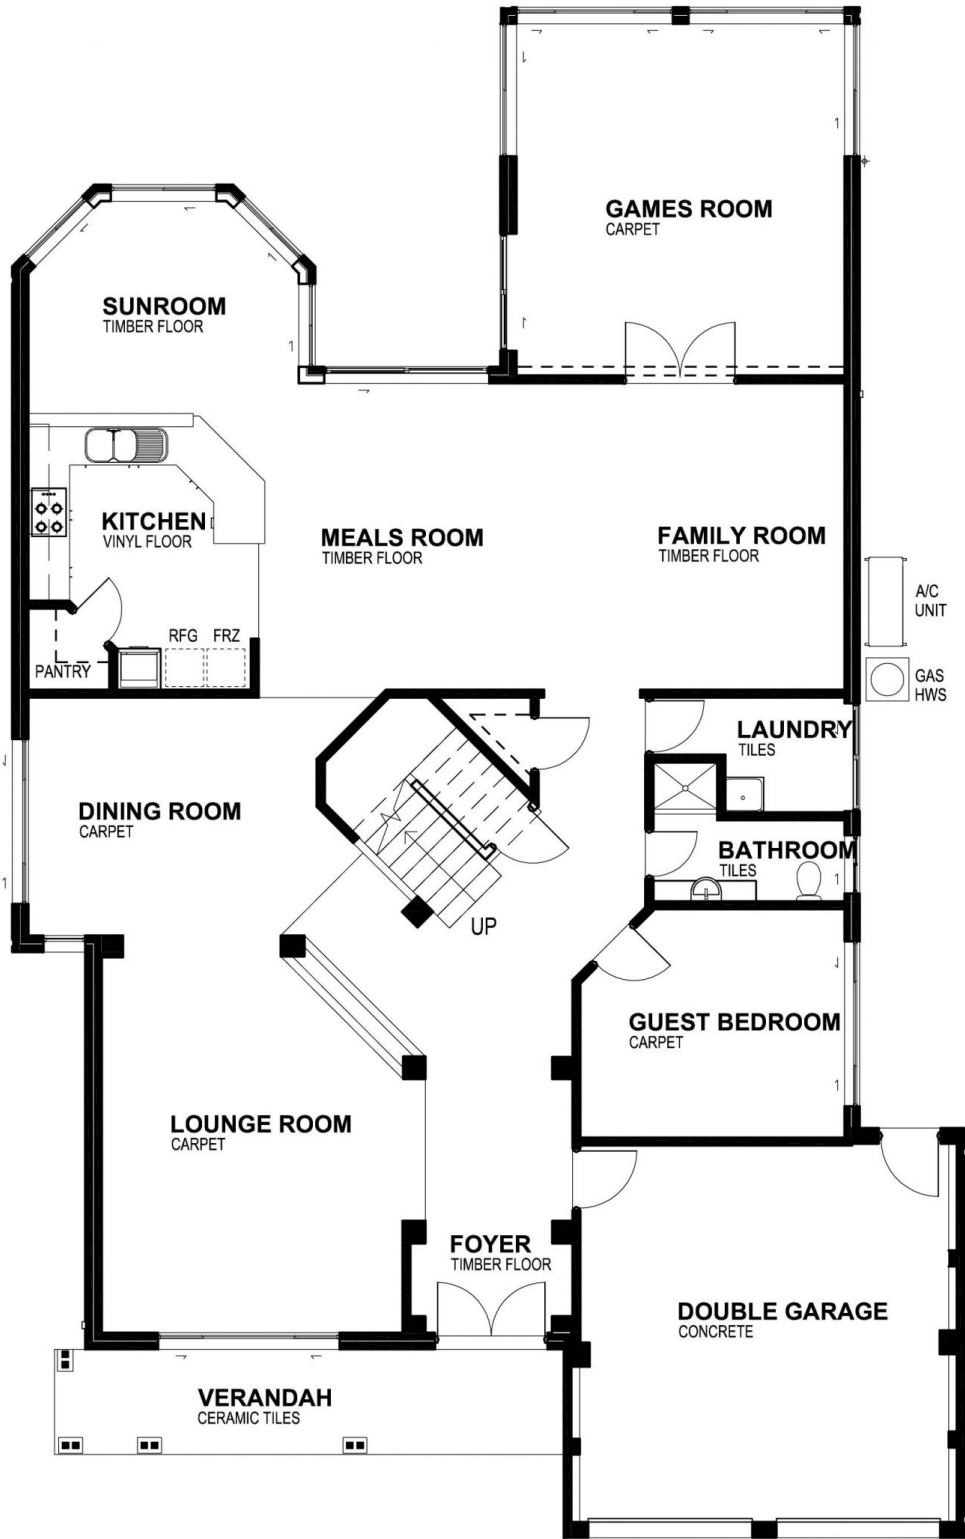 GAMES ROOM
CARPET
SUNROOM
TIMBER FLOOR
KITCHEN
VINYL FLOOR
MEALS ROOM
TIMBER FLOOR
FAMILY ROOM
TIMBER FLOOR
A/C
UNIT
RFG FRZ
PANTRY
GAS
HWS
LAUNDRY
TILES
DINING ROOM
CARPET
BATHROOM
TILES
UP
GUEST BEDROOM
CARPET
LOUNGE ROOM
CARPET
FOYER
TIMBER FLOOR
DOUBLE GARAGE
CONCRETE
VERANDAH
CERAMIC TILES